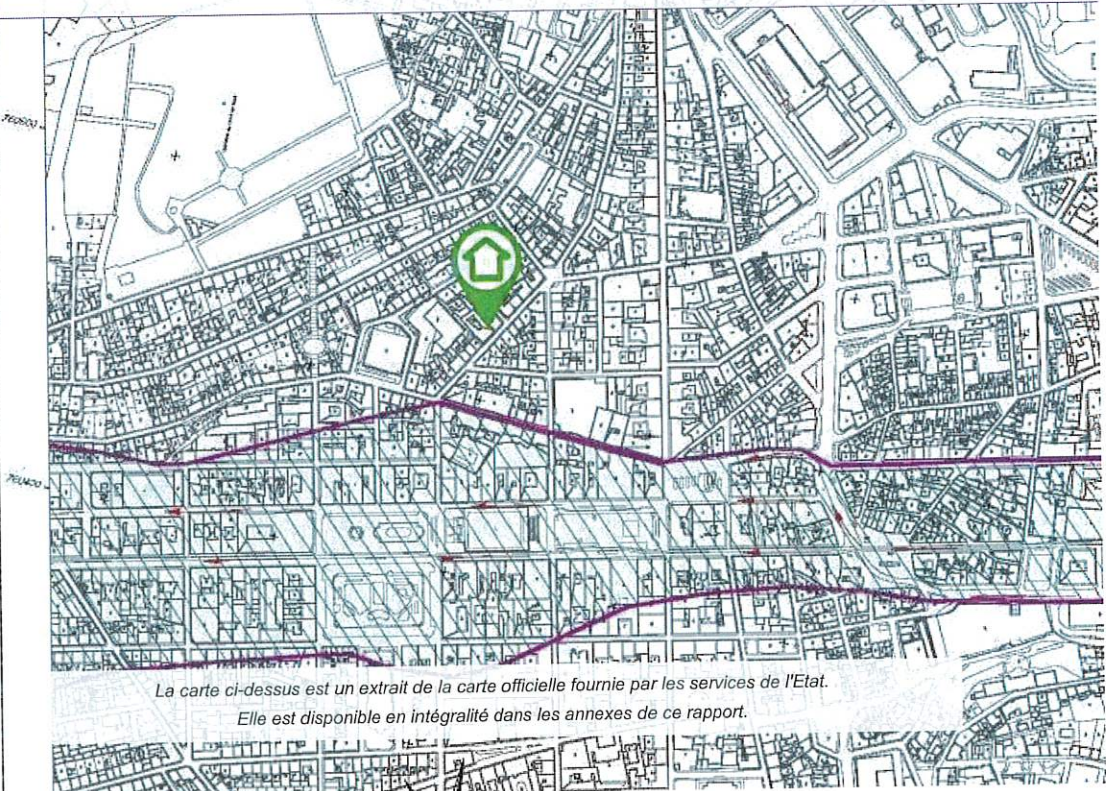 La carte ci-dessus est un extrait de la carte officielle fournie par les services de l'Etat.
Elle est disponible en intégralité dans les annexes de ce rapport.